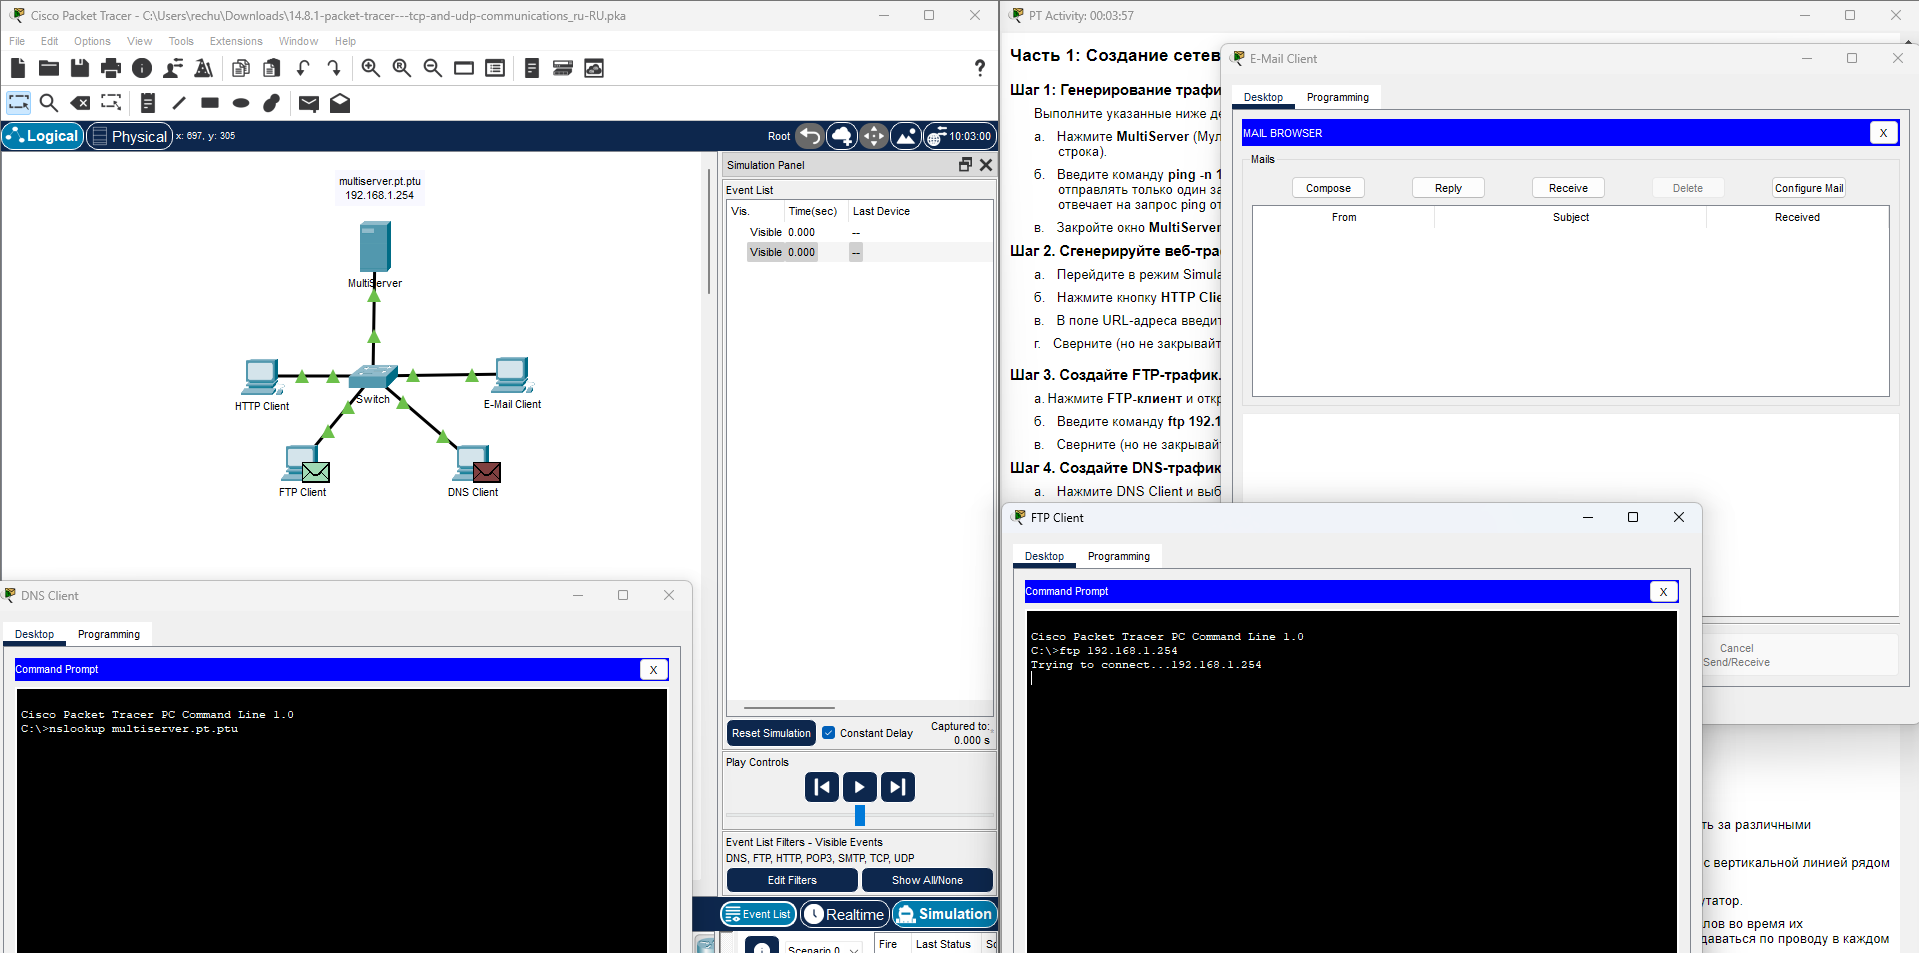 Cisco Packet Tracer - C:\Users\rechu\Downloads\14.8.1-packet-tracer---tcp-and-udp-communications_ru-RU.pka
File Edit Options View Tools Extensions Window Help
?
Logical
Physical
x: 697, y: 305
Root
10:03:00
multiserver.pt.ptu
192.168.1.254
MultiServer
HTTP Client
Switch
E-Mail Client
FTP Client
DNS Client
Simulation Panel
Event List
Vis. Time(sec) Last Device
Visible 0.000 --
Visible 0.000 --
Reset Simulation
Constant Delay
Captured to:
0.000 s
Play Controls
Event List Filters - Visible Events
DNS, FTP, HTTP, POP3, SMTP, TCP, UDP
Edit Filters
Show All/None
Event List
Realtime
Simulation
Scenario 0
Fire Last Status
DNS Client
Desktop Programming
Command Prompt
X
Cisco Packet Tracer PC Command Line 1.0
C:\>nslookup multiserver.pt.ptu
PT Activity: 00:03:57
Часть 1: Создание сетев
Шаг 1: Генерирование трафи
Выполните указанные ниже де
а. Нажмите MultiServer (Мул
строка).
б. Введите команду ping -n 1
отправлять только один за
отвечает на запрос ping от
в. Закройте окно MultiServer
Шаг 2. Сгенерируйте веб-тра
а. Перейдите в режим Simula
б. Нажмите кнопку HTTP Clie
в. В поле URL-адреса введит
г. Сверните (но не закрывайт
Шаг 3. Создайте FTP-трафик.
а. Нажмите FTP-клиент и откр
б. Введите команду ftp 192.1
в. Сверните (но не закрывай
Шаг 4. Создайте DNS-трафик
а. Нажмите DNS Client и выб
E-Mail Client
Desktop Programming
MAIL BROWSER
X
Mails
Compose Reply Receive Delete Configure Mail
From Subject Received
Cancel
Send/Receive
FTP Client
Desktop Programming
Command Prompt
X
Cisco Packet Tracer PC Command Line 1.0
C:\>ftp 192.168.1.254
Trying to connect...192.168.1.254
ть за различными
с вертикальной линией рядом
утатор.
лов во время их
даваться по проводу в каждом